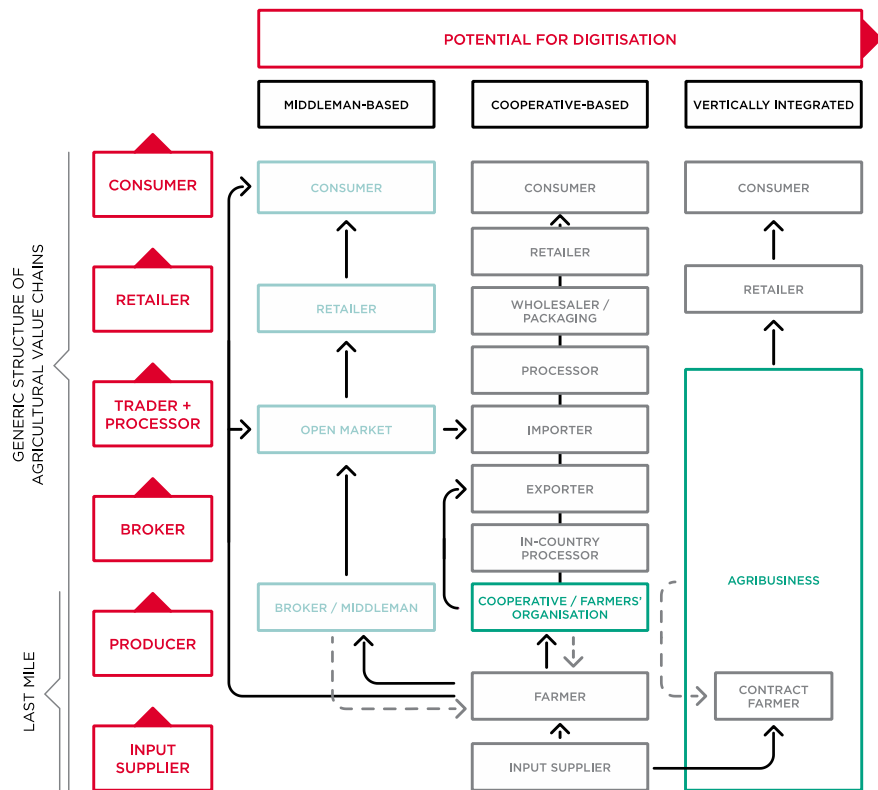 POTENTIAL FOR DIGITISATION
MIDDLEMAN-BASED
COOPERATIVE-BASED
VERTICALLY INTEGRATED
GENERIC STRUCTURE OF
AGRICULTURAL VALUE CHAINS
LAST MILE
CONSUMER
RETAILER
TRADER +
PROCESSOR
BROKER
PRODUCER
INPUT
SUPPLIER
CONSUMER
RETAILER
OPEN MARKET
BROKER / MIDDLEMAN
CONSUMER
RETAILER
WHOLESALER /
PACKAGING
PROCESSOR
IMPORTER
EXPORTER
IN-COUNTRY
PROCESSOR
COOPERATIVE / FARMERS'
ORGANISATION
FARMER
INPUT SUPPLIER
CONSUMER
RETAILER
AGRIBUSINESS
CONTRACT
FARMER